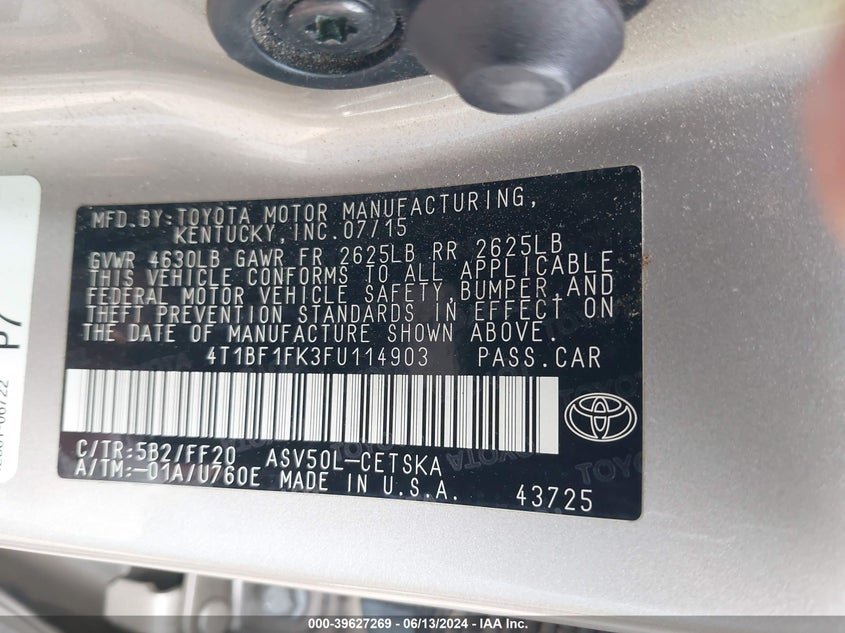 MFD. BY: TOYOTA MOTOR MANUFACTURING,
KENTUCKY, INC. 07/15
GVWR 4630LB GAWR FR 2625LB RR 2625LB
THIS VEHICLE CONFORMS TO ALL APPLICABLE
FEDERAL MOTOR VEHICLE SAFETY, BUMPER, AND
THEFT PREVENTION STANDARDS IN EFFECT ON
THE DATE OF MANUFACTURE SHOWN ABOVE.
4T1BF1FK3FU114903 PASS. CAR
C/TR: 5B2/FF20 ASV50L-CETSKA
A/TM: -01A/U760E MADE IN U.S.A. 43725
P7
000-39627269 - 06/13/2024 - IAA Inc.